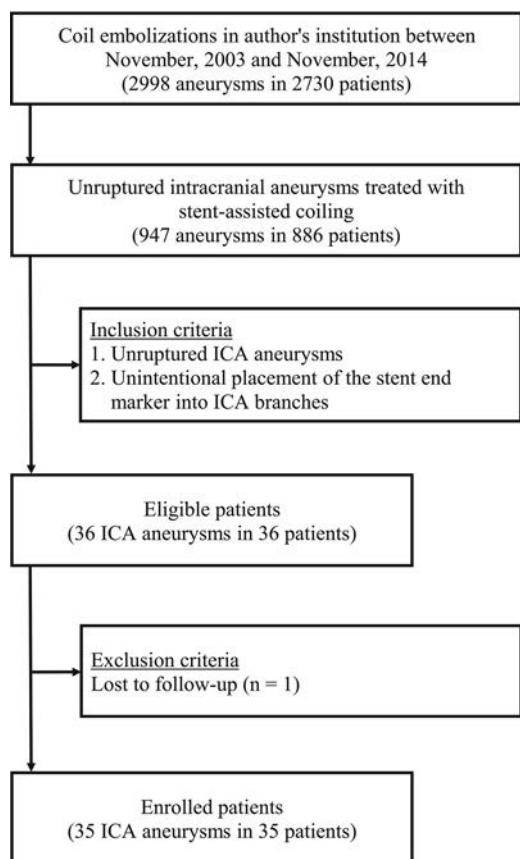 Coil embolizations in author's institution between
November, 2003 and November, 2014
(2998 aneurysms in 2730 patients)
Unruptured intracranial aneurysms treated with
stent-assisted coiling
(947 aneurysms in 886 patients)
Inclusion criteria
1. Unruptured ICA aneurysms
2. Unintentional placement of the stent end
marker into ICA branches
Eligible patients
(36 ICA aneurysms in 36 patients)
Exclusion criteria
Lost to follow-up (n = 1)
Enrolled patients
(35 ICA aneurysms in 35 patients)